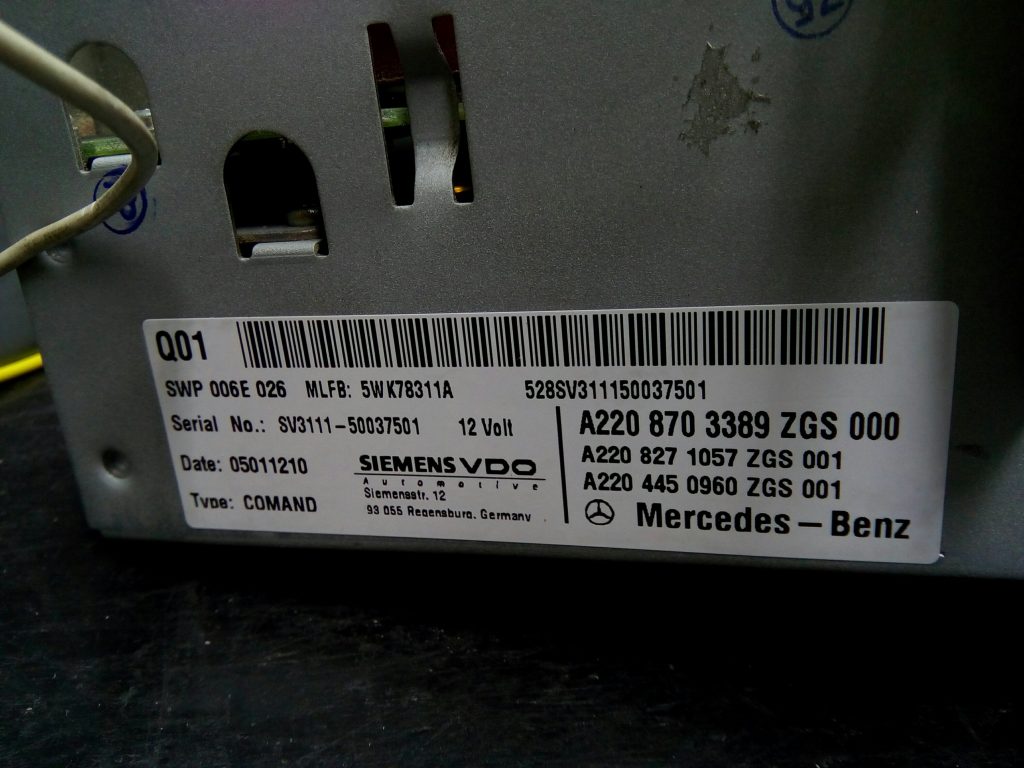 Q01
SWP 006E 026 MLFB: 5WK78311A 528SV311150037501
Serial No.: SV3111-50037501 12 Volt
Date: 05011210
Type: COMAND
SIEMENS VDO
Automotive
Siemensstr. 12
93 055 Regensburg, Germany
A220 870 3389 ZGS 000
A220 827 1057 ZGS 001
A220 445 0960 ZGS 001
Mercedes-Benz